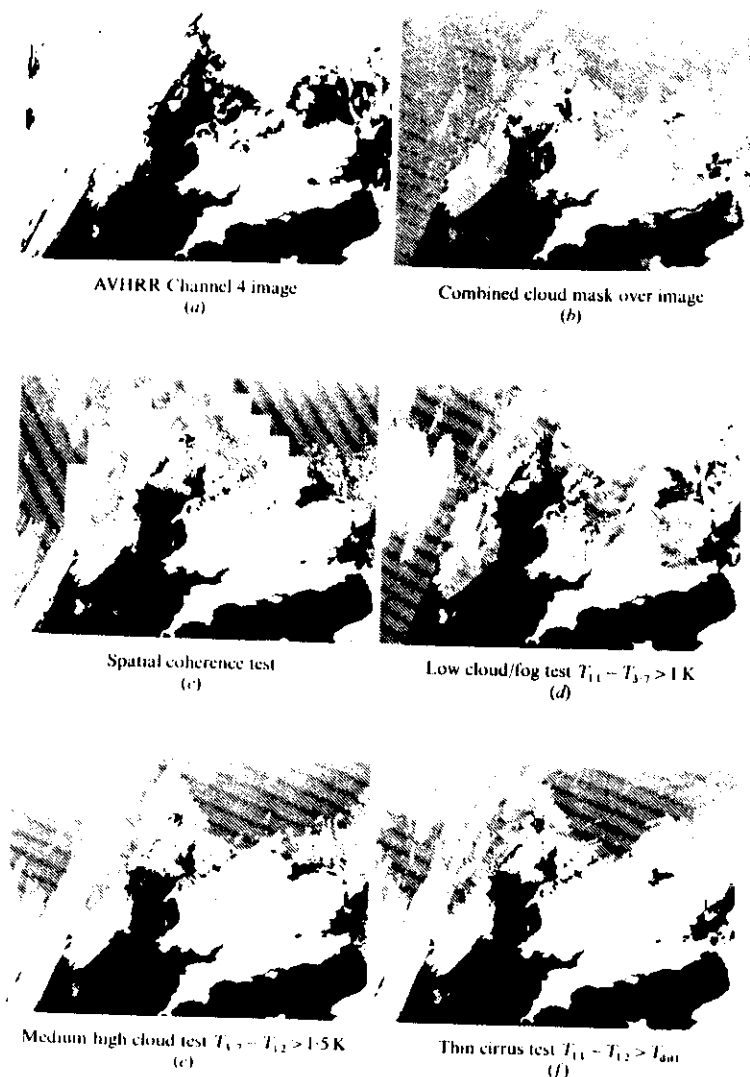 AVHRR Channel 4 image
(a)
Combined cloud mask over image
(b)
Spatial coherence test
(c)
Low cloud/fog test T₁₁ − T₃·₇ > 1 K
(d)
Medium high cloud test T₃·₇ − T₁₂ > 1·5 K
(e)
Thin cirrus test T₁₁ − T₁₂ > T
(f)